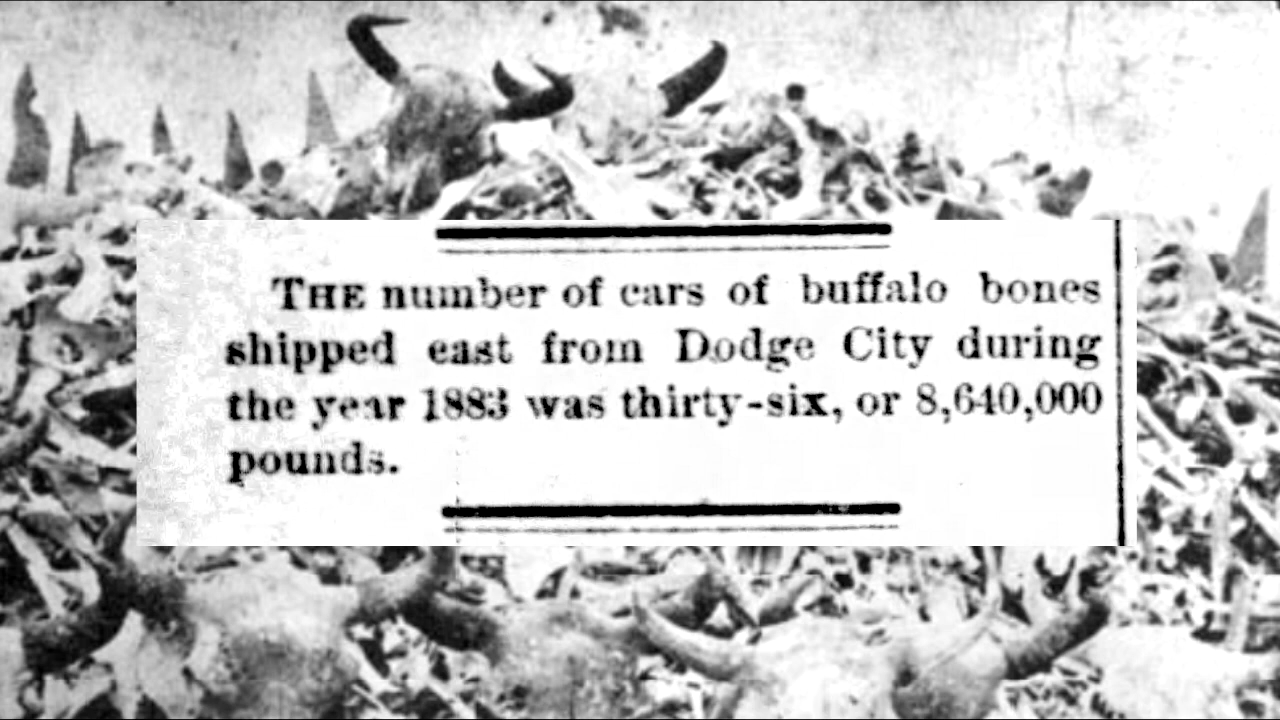 THE number of cars of buffalo bones
shipped east from Dodge City during
the year 1883 was thirty-six, or 8,640,000
pounds.